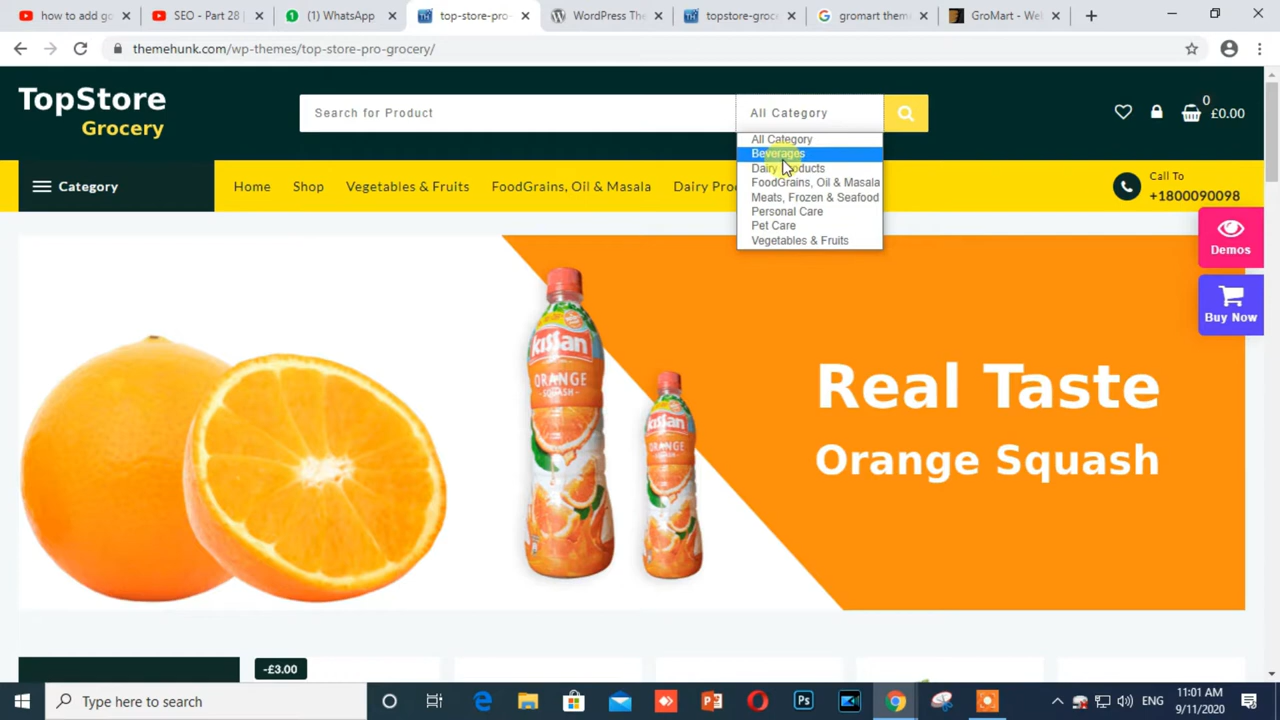 how to add go
SEO - Part 28 |
(1) WhatsApp
top-store-pro-
WordPress The
topstore-groce
gromart them
GroMart - We
themehunk.com/wp-themes/top-store-pro-grocery/
TopStore
Grocery
Search for Product
All Category
0
£0.00
All Category
Beverages
Dairy Products
FoodGrains, Oil & Masala
Meats, Frozen & Seafood
Personal Care
Pet Care
Vegetables & Fruits
Category
Home
Shop
Vegetables & Fruits
FoodGrains, Oil & Masala
Dairy Pro
Call To
+1800090098
Demos
Buy Now
Kissan
ORANGE
SQUASH
Kissan
ORANGE
Real Taste
Orange Squash
-£3.00
Type here to search
ENG
11:01 AM
9/11/2020